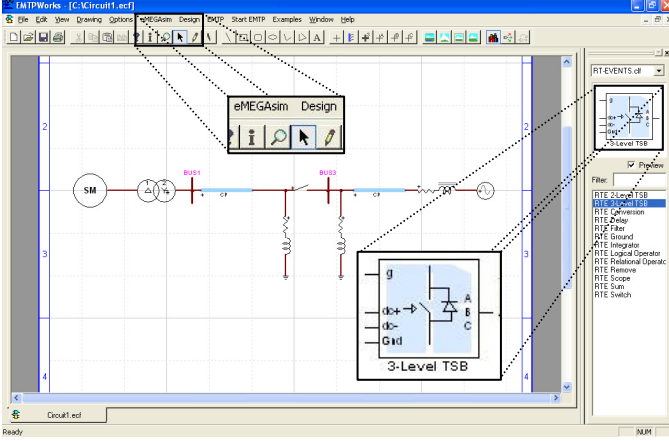 EMTPWorks - [C:\Circuit1.ecf]
File Edit View Drawing Options eMEGAsim Design EMTP Start EMTP Examples Window Help
RT-EVENTS.clf
eMEGAsim Design
g
dc+
dc-
Gnd
A
B
C
3-Level TSB
Preview
Filter:
2
2
BUS1
BUS3
SM
CP
CP
RTE 2-Level TSB
RTE 3-Level TSB
RTE Conversion
RTE Delay
RTE Filter
RTE Ground
RTE Integrator
RTE Logical Operator
RTE Relational Operatc
RTE Remove
RTE Scope
RTE Sum
RTE Switch
3
3
g
dc+
dc-
Gnd
A
B
C
3-Level TSB
4
4
Circuit1.ecf
Ready
NUM